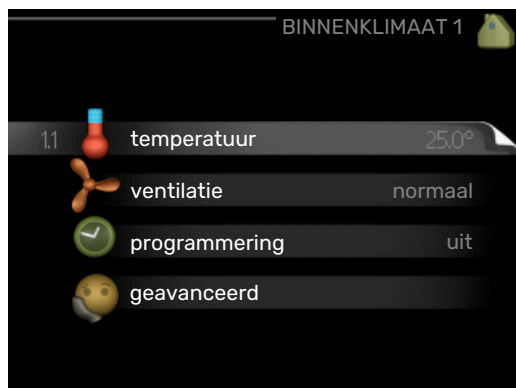 BINNENKLIMAAT 1
1.1 temperatuur 25.0°
ventilatie normaal
programmering uit
geavanceerd